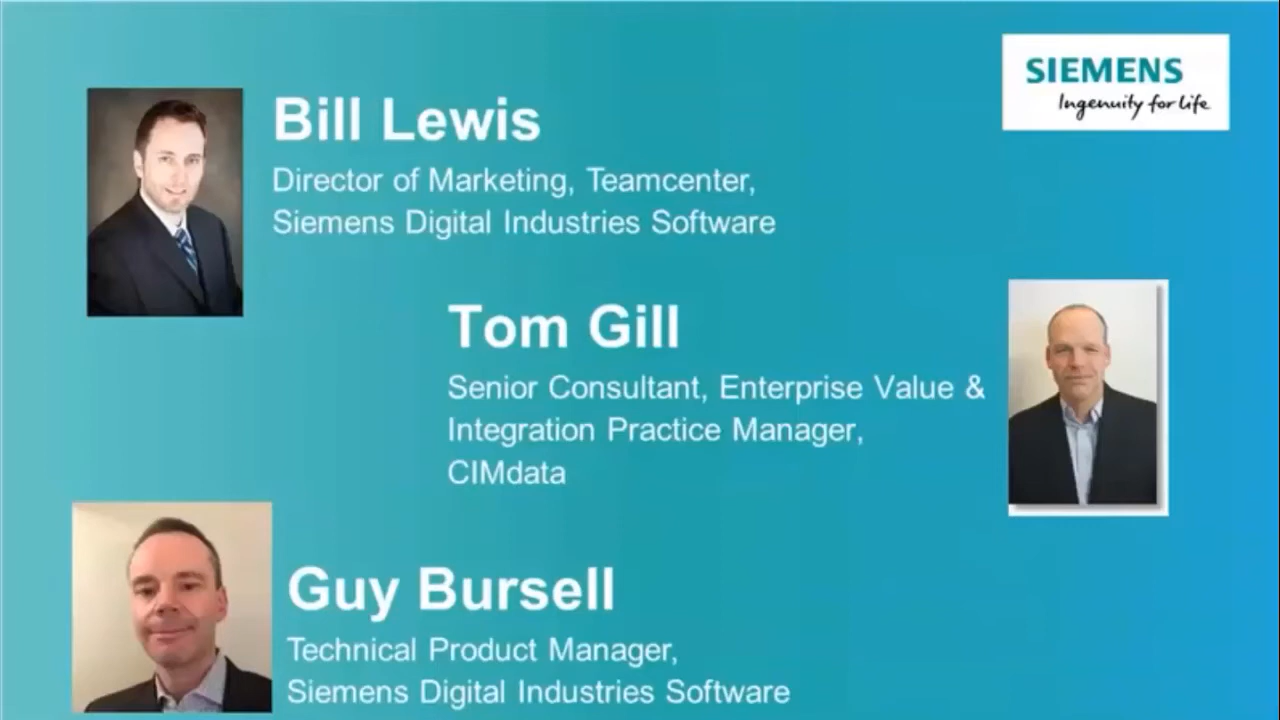 SIEMENS
Ingenuity for life
Bill Lewis
Director of Marketing, Teamcenter,
Siemens Digital Industries Software
Tom Gill
Senior Consultant, Enterprise Value &
Integration Practice Manager,
CIMdata
Guy Bursell
Technical Product Manager,
Siemens Digital Industries Software